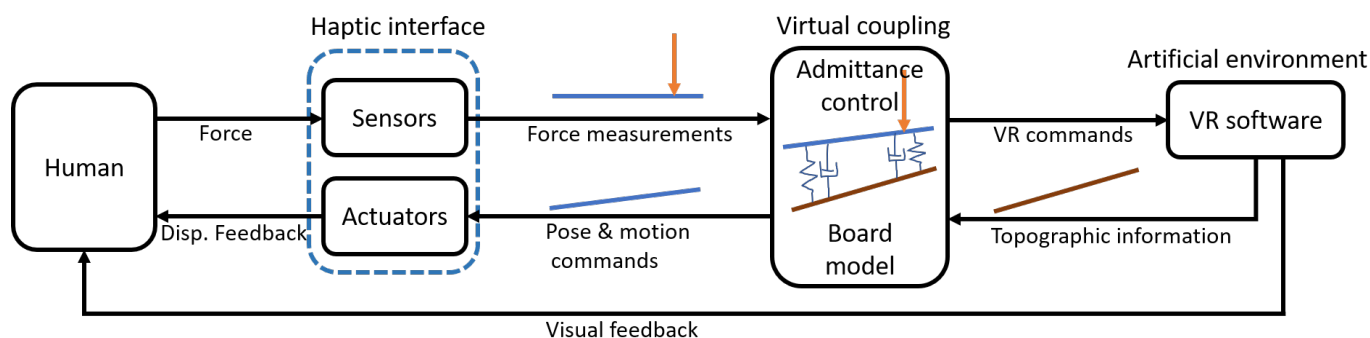 Haptic interface
Virtual coupling
Artificial environment
Human
Force
Sensors
Force measurements
Admittance
control
VR commands
VR software
Disp. Feedback
Actuators
Pose & motion
commands
Board
model
Topographic information
Visual feedback